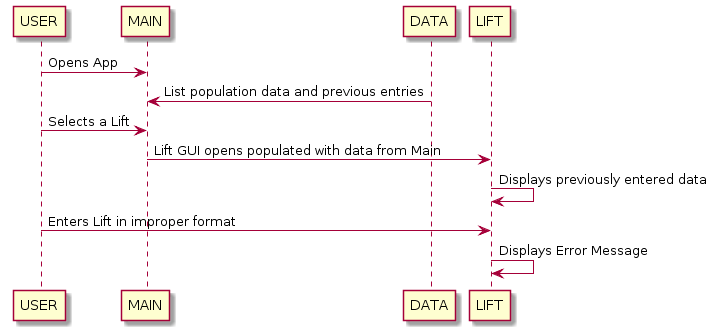 USER MAIN DATA LIFT
Opens App
List population data and previous entries
Selects a Lift
Lift GUI opens populated with data from Main
Displays previously entered data
Enters Lift in improper format
Displays Error Message
USER MAIN DATA LIFT